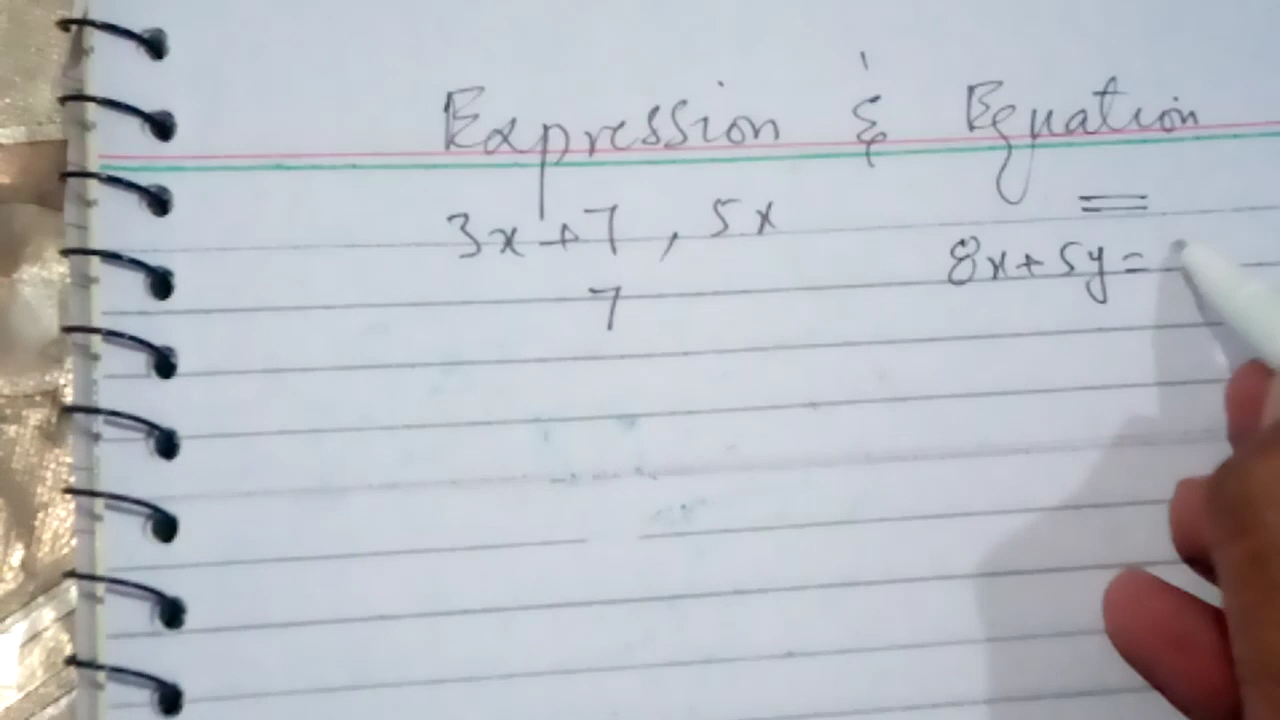 Expression & Equation
3x+7, 5x =
7 8x+5y=